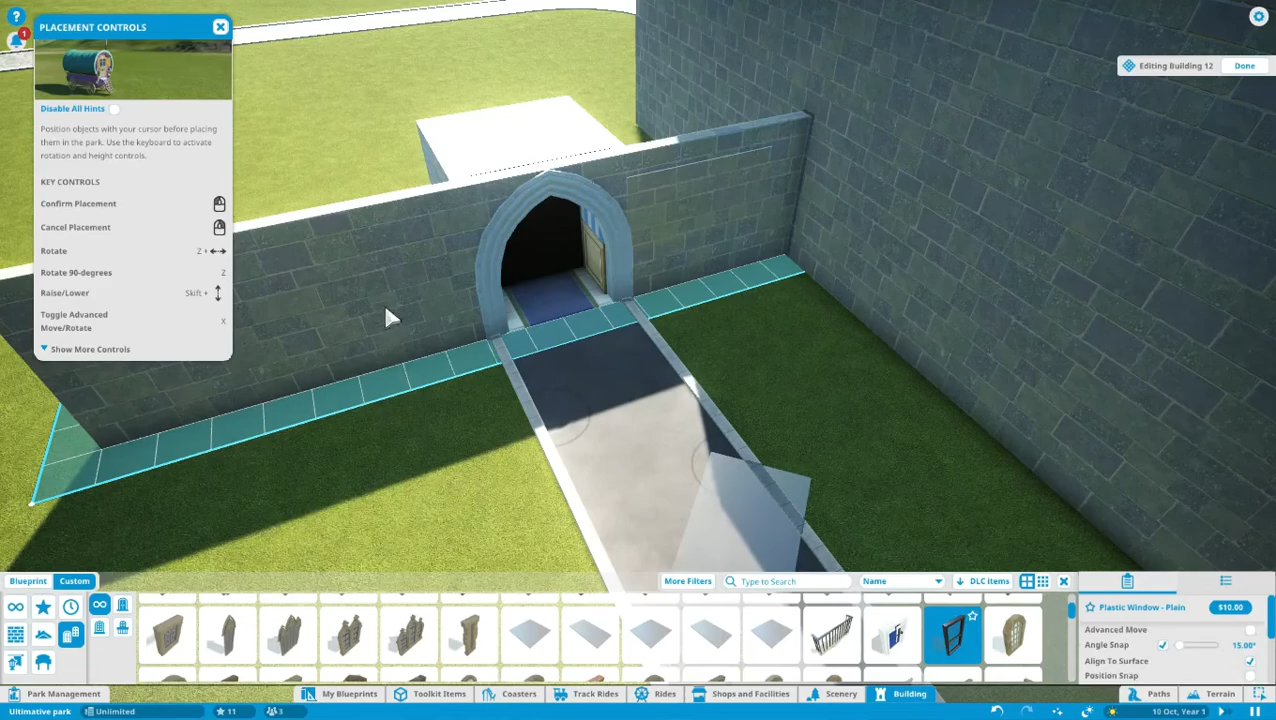 ?
PLACEMENT CONTROLS
1
Disable All Hints
Position objects with your cursor before placing
them in the park. Use the keyboard to activate
rotation and height controls.
KEY CONTROLS
Confirm Placement
Cancel Placement
Rotate Z +
Rotate 90-degrees Z
Raise/Lower Skift +
Toggle Advanced
Move/Rotate X
Show More Controls
Editing Building 12 Done
Blueprint Custom
More Filters Type to Search Name DLC items
Plastic Window - Plain $10.00
Advanced Move
Angle Snap 15.00°
Align To Surface
Position Snap
Park Management My Blueprints Toolkit Items Coasters Track Rides Rides Shops and Facilities Scenery Building Paths Terrain
Ultimative park Unlimited 11 3 10 Oct, Year 1